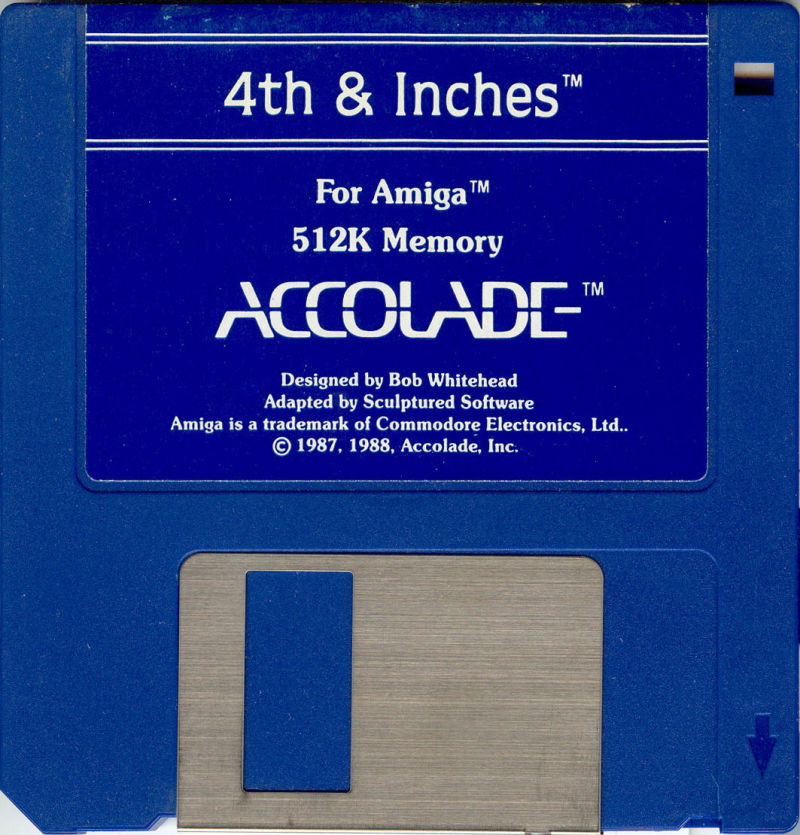 4th & Inches™
For Amiga™
512K Memory
ACCOLADE™
Designed by Bob Whitehead
Adapted by Sculptured Software
Amiga is a trademark of Commodore Electronics, Ltd..
© 1987, 1988, Accolade, Inc.